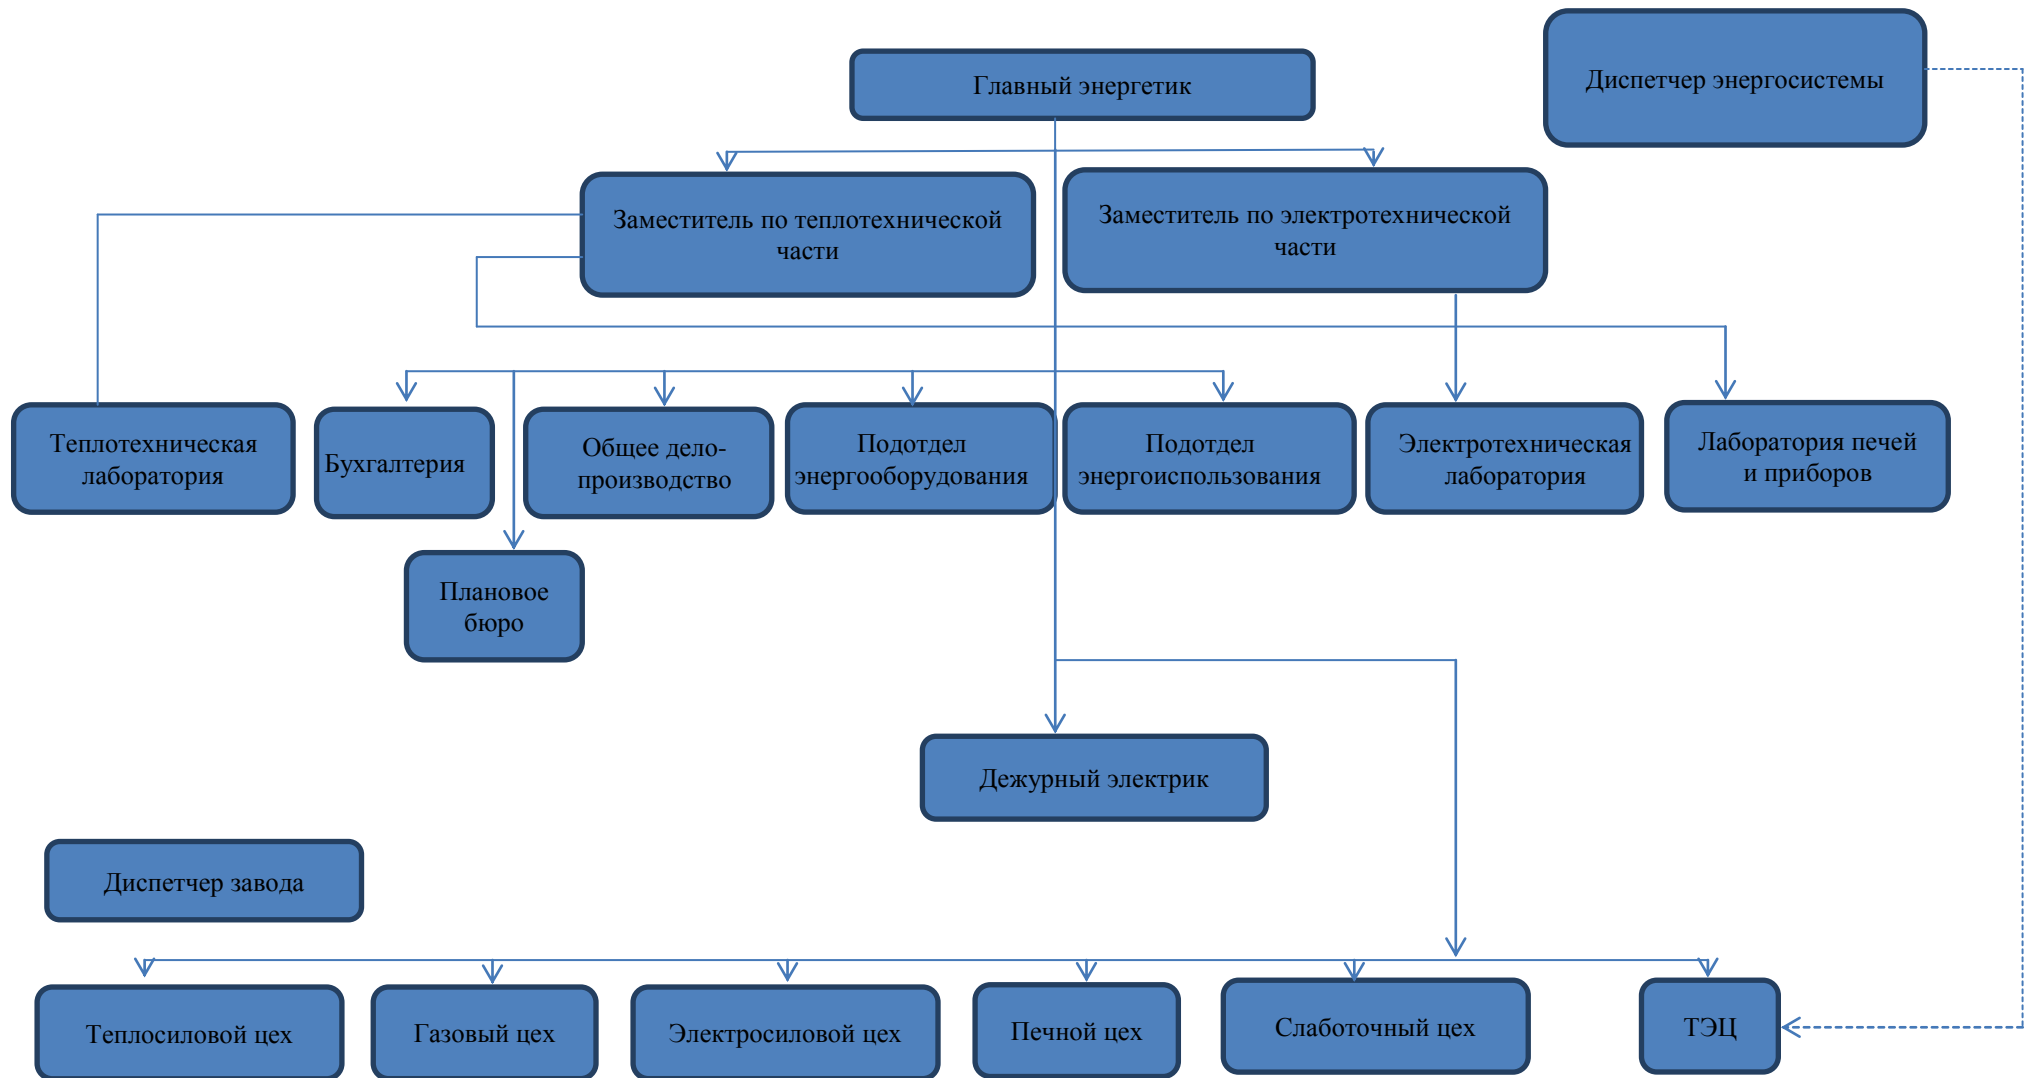 Главный энергетик
Диспетчер энергосистемы
Заместитель по теплотехнической
части
Заместитель по электротехнической
части
Теплотехническая
лаборатория
Бухгалтерия
Общее дело-
производство
Подотдел
энергооборудования
Подотдел
энергоиспользования
Электротехническая
лаборатория
Лаборатория печей
и приборов
Плановое
бюро
Дежурный электрик
Диспетчер завода
Теплосиловой цех
Газовый цех
Электросиловой цех
Печной цех
Слаботочный цех
ТЭЦ